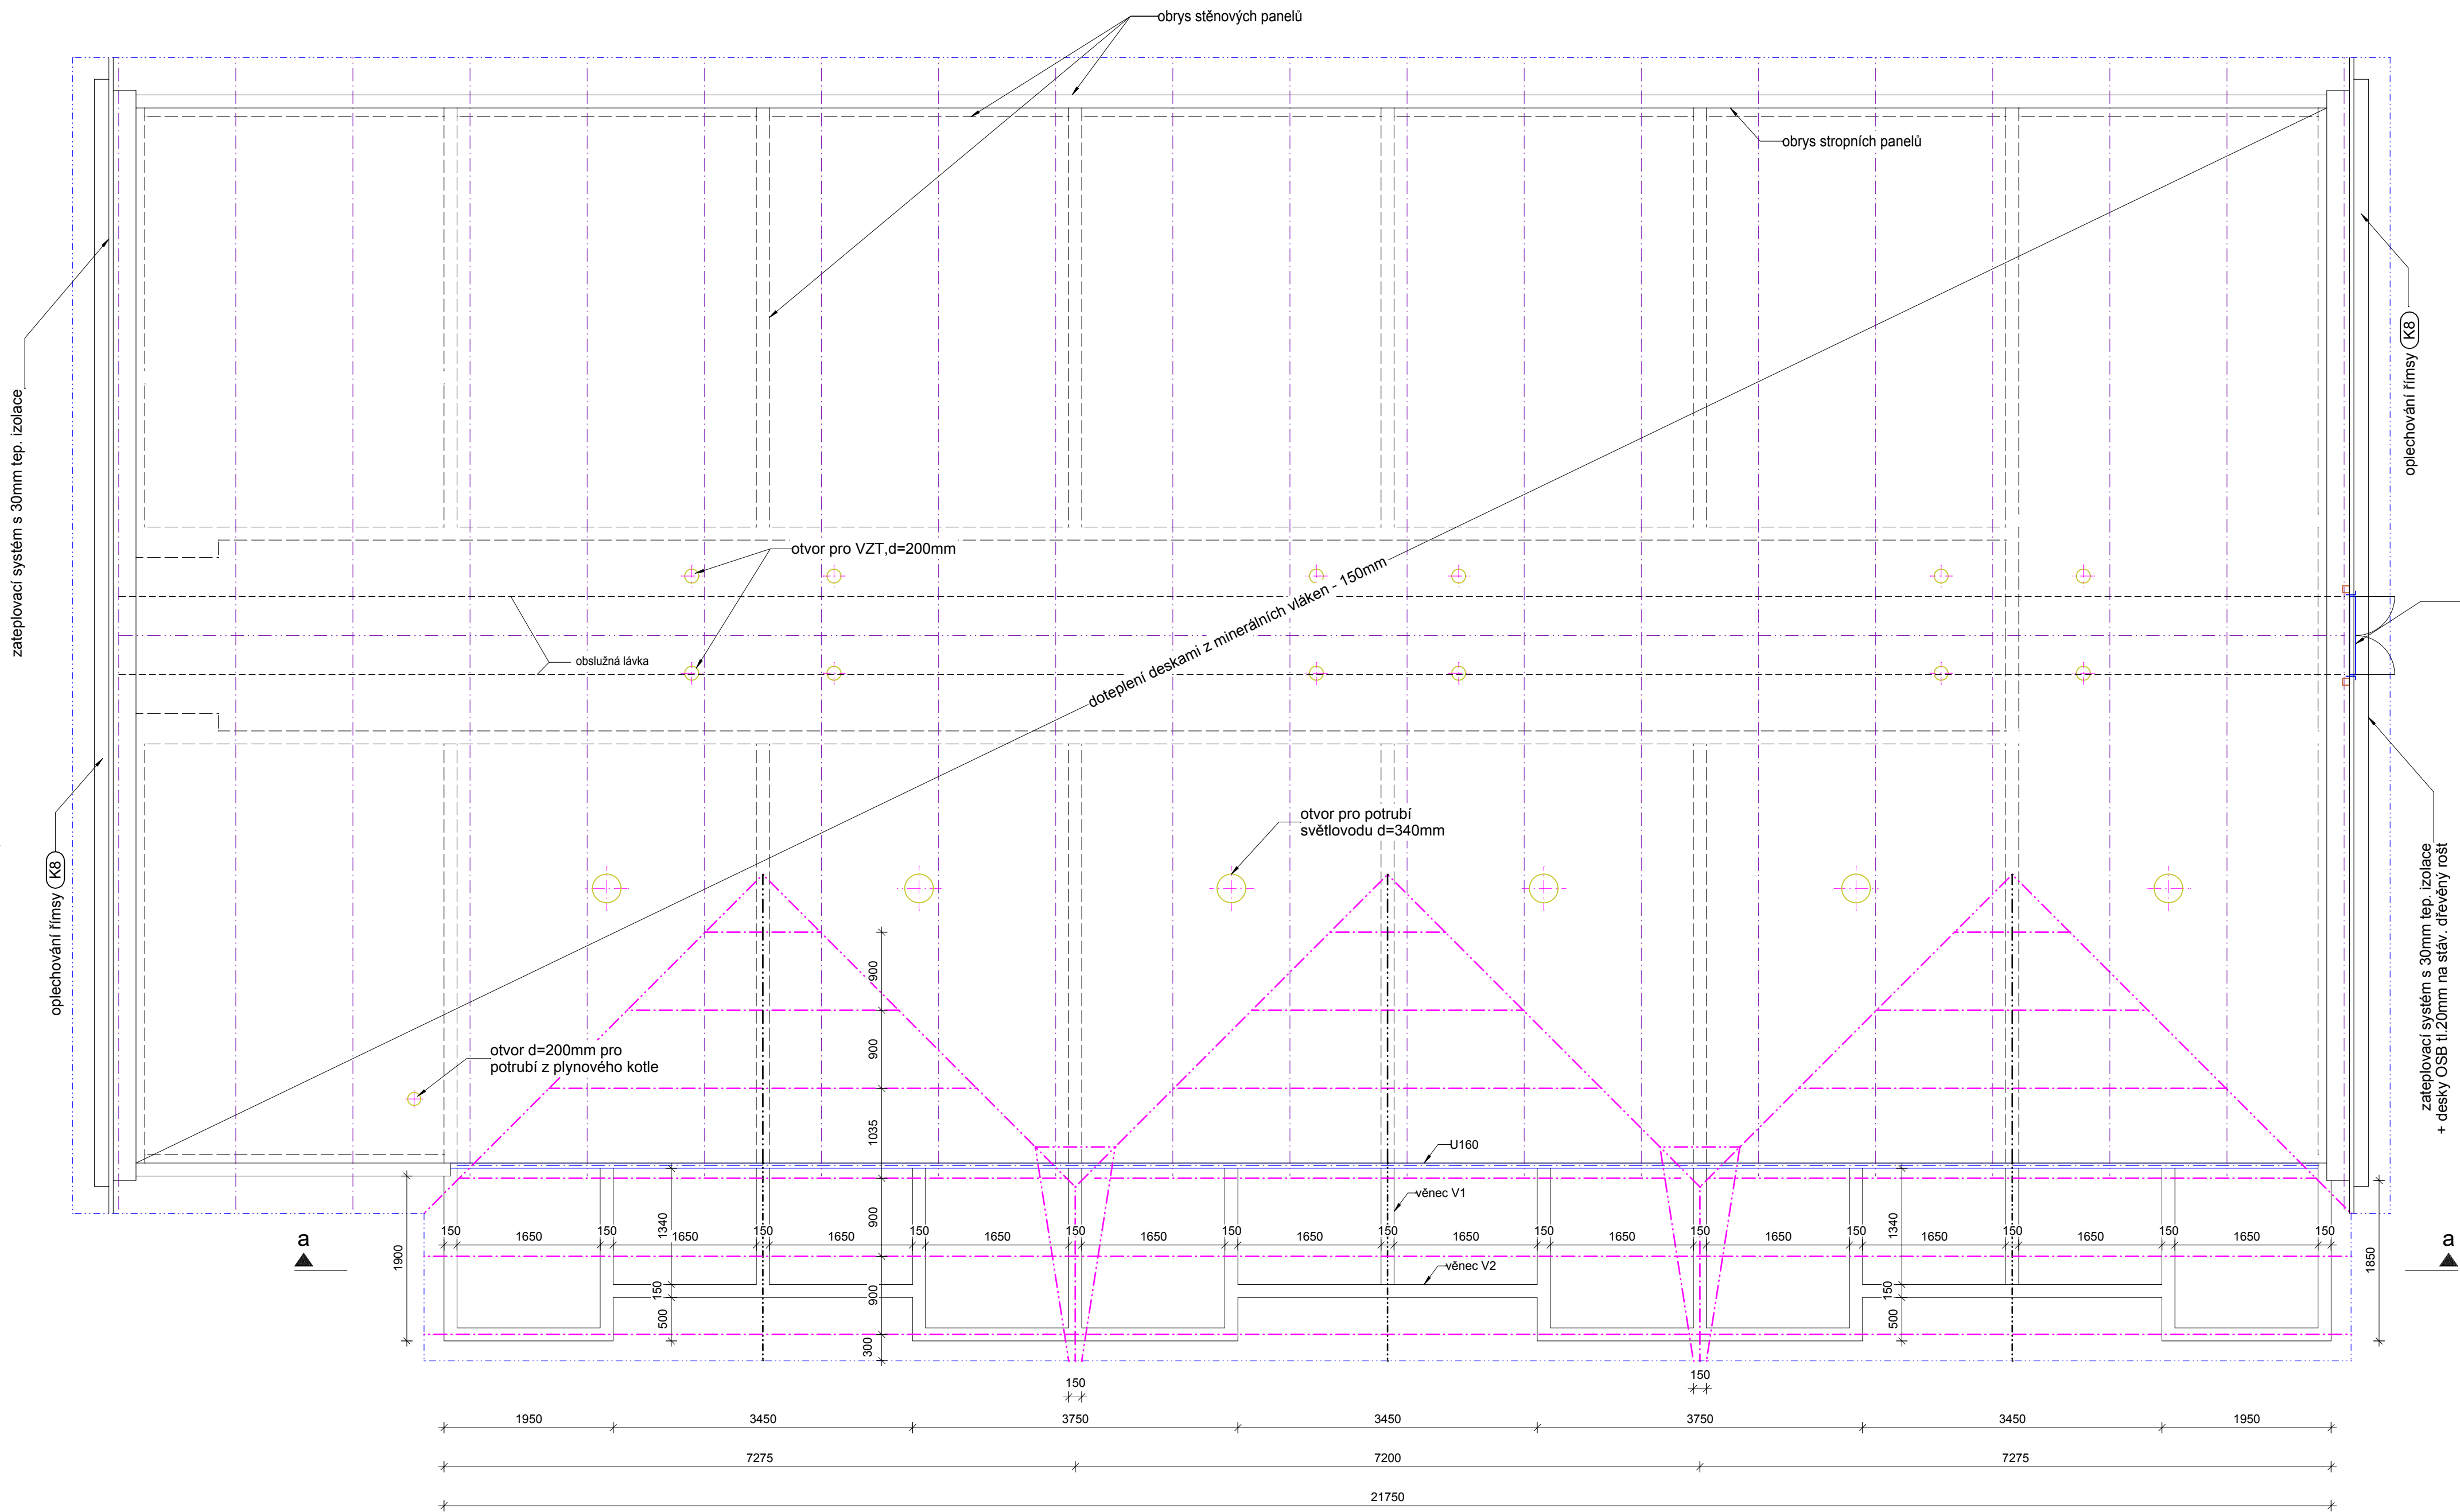 obrys stěnových panelů
obrys stropních panelů
zateplovací systém s 30mm tep. izolace
oplechování římsy K8
otvor pro VZT,d=200mm
obslužná lávka
doteplení deskami z minerálních vláken - 150mm
otvor pro potrubí
světlovodu d=340mm
oplechování římsy K8
otvor d=200mm pro
potrubí z plynového kotle
zateplovací systém s 30mm tep. izolace
+ desky OSB tl.20mm na stáv. dřevěný rošt
900
900
1035
900
900
300
U160
věnec V1
věnec V2
a
a
1900
1340
150
500
1340
150
500
1850
150 1650 150 1650 150 1650 150 1650 150 1650 150 1650 150 1650 150 1650 150 1650 150 1650 150 1650 150 1650 150
150
150
1950 3450 3750 3450 3750 3450 1950
7275 7200 7275
21750